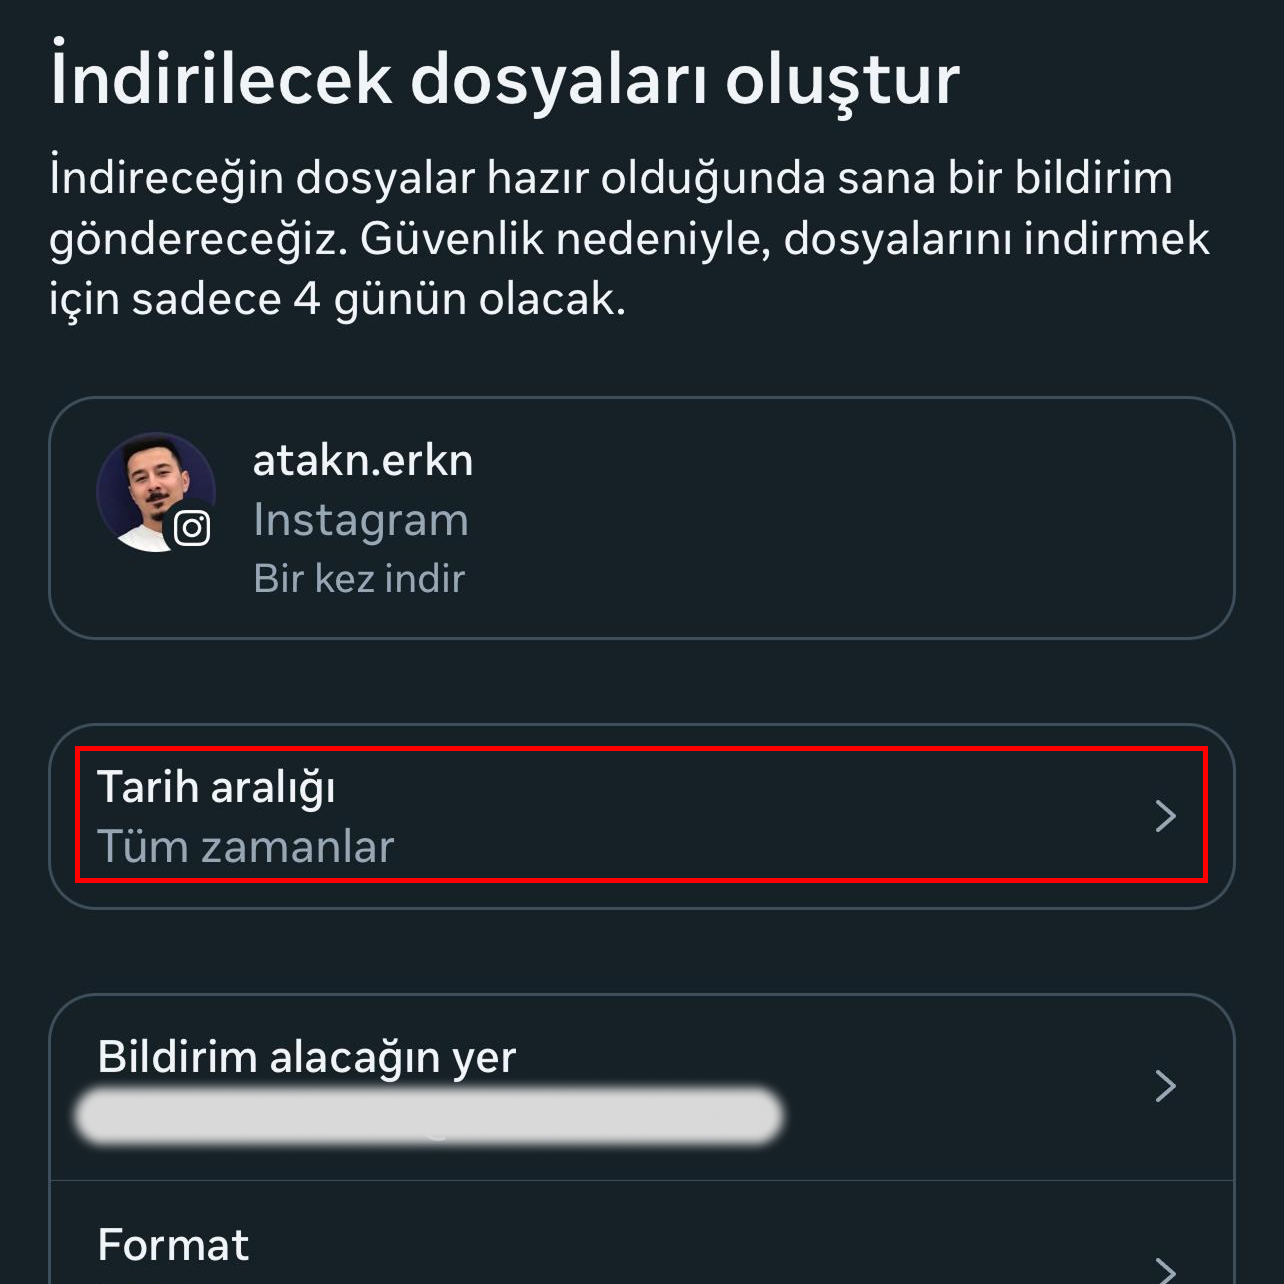 İndirilecek dosyaları oluştur
İndireceğin dosyalar hazır olduğunda sana bir bildirim
göndereceğiz. Güvenlik nedeniyle, dosyalarını indirmek
için sadece 4 günün olacak.
atakn.erkn
Instagram
Bir kez indir
Tarih aralığı
Tüm zamanlar
Bildirim alacağın yer
Format